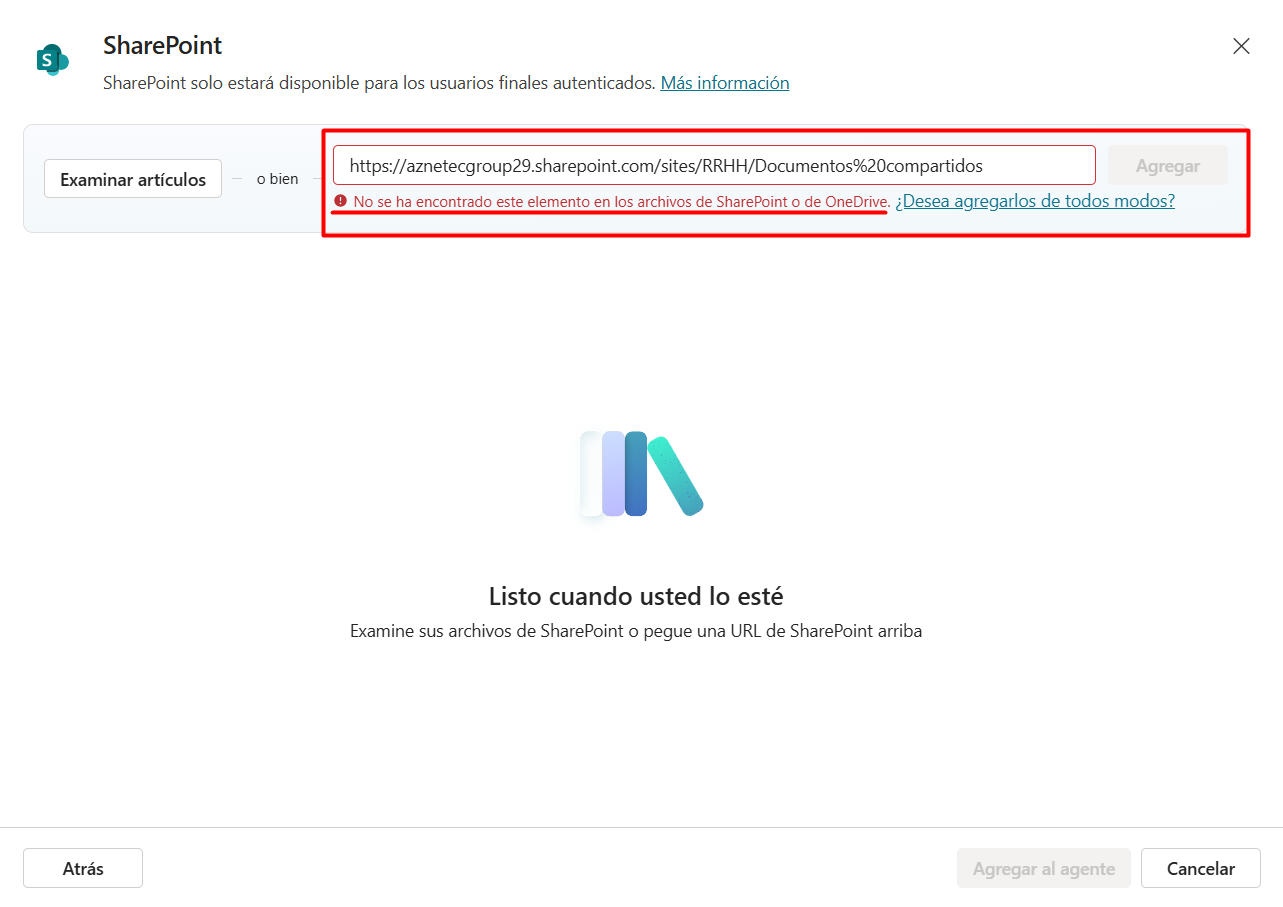 SharePoint
SharePoint solo estará disponible para los usuarios finales autenticados. Más información
Examinar artículos
o bien
https://aznetecgroup29.sharepoint.com/sites/RRHH/Documentos%20compartidos
Agregar
No se ha encontrado este elemento en los archivos de SharePoint o de OneDrive. ¿Desea agregarlos de todos modos?
Listo cuando usted lo esté
Examine sus archivos de SharePoint o pegue una URL de SharePoint arriba
Atrás
Agregar al agente
Cancelar